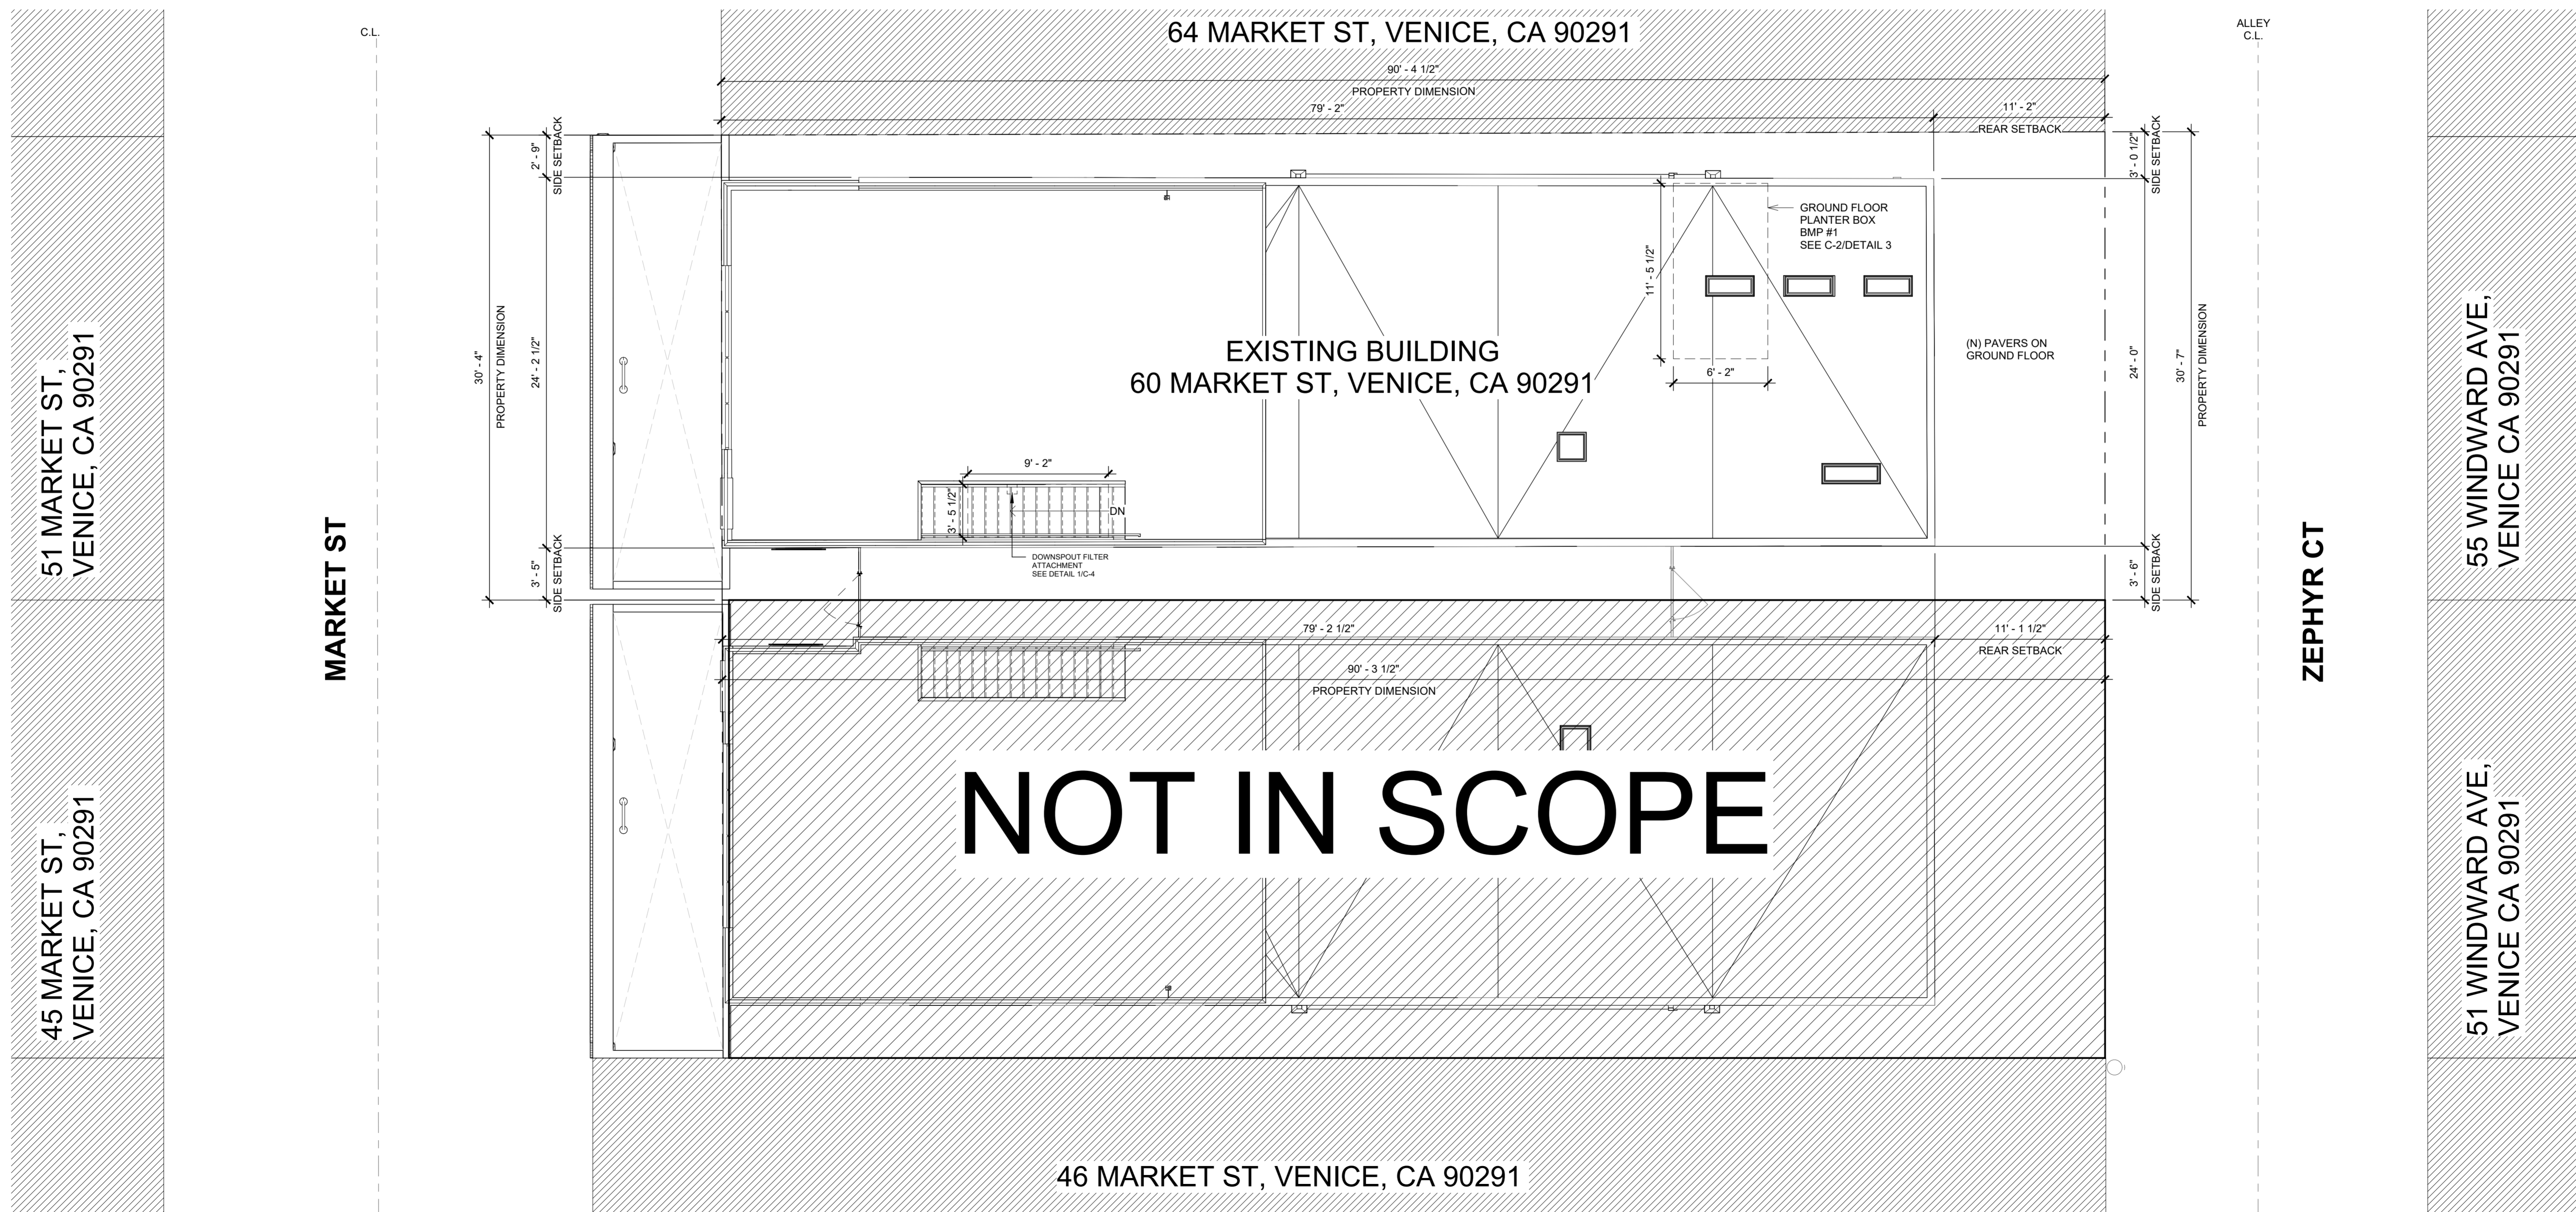 64 MARKET ST, VENICE, CA 90291
C.L.
ALLEY
C.L.
90' - 4 1/2"
PROPERTY DIMENSION
79' - 2"
11' - 2"
REAR SETBACK
2' - 9"
SIDE SETBACK
3' - 0 1/2"
SIDE SETBACK
GROUND FLOOR
PLANTER BOX
BMP #1
SEE C-2/DETAIL 3
11' - 5 1/2"
6' - 2"
EXISTING BUILDING
60 MARKET ST, VENICE, CA 90291
(N) PAVERS ON
GROUND FLOOR
30' - 4"
PROPERTY DIMENSION
24' - 2 1/2"
24' - 0"
30' - 7"
PROPERTY DIMENSION
51 MARKET ST,
VENICE, CA 90291
55 WINDWARD AVE,
VENICE CA 90291
9' - 2"
3' - 5 1/2"
DN
DOWNSPOUT FILTER
ATTACHMENT
SEE DETAIL 1/C-4
MARKET ST
ZEPHYR CT
3' - 5"
SIDE SETBACK
3' - 6"
SIDE SETBACK
79' - 2 1/2"
11' - 1 1/2"
REAR SETBACK
90' - 3 1/2"
PROPERTY DIMENSION
NOT IN SCOPE
45 MARKET ST,
VENICE, CA 90291
51 WINDWARD AVE,
VENICE CA 90291
46 MARKET ST, VENICE, CA 90291